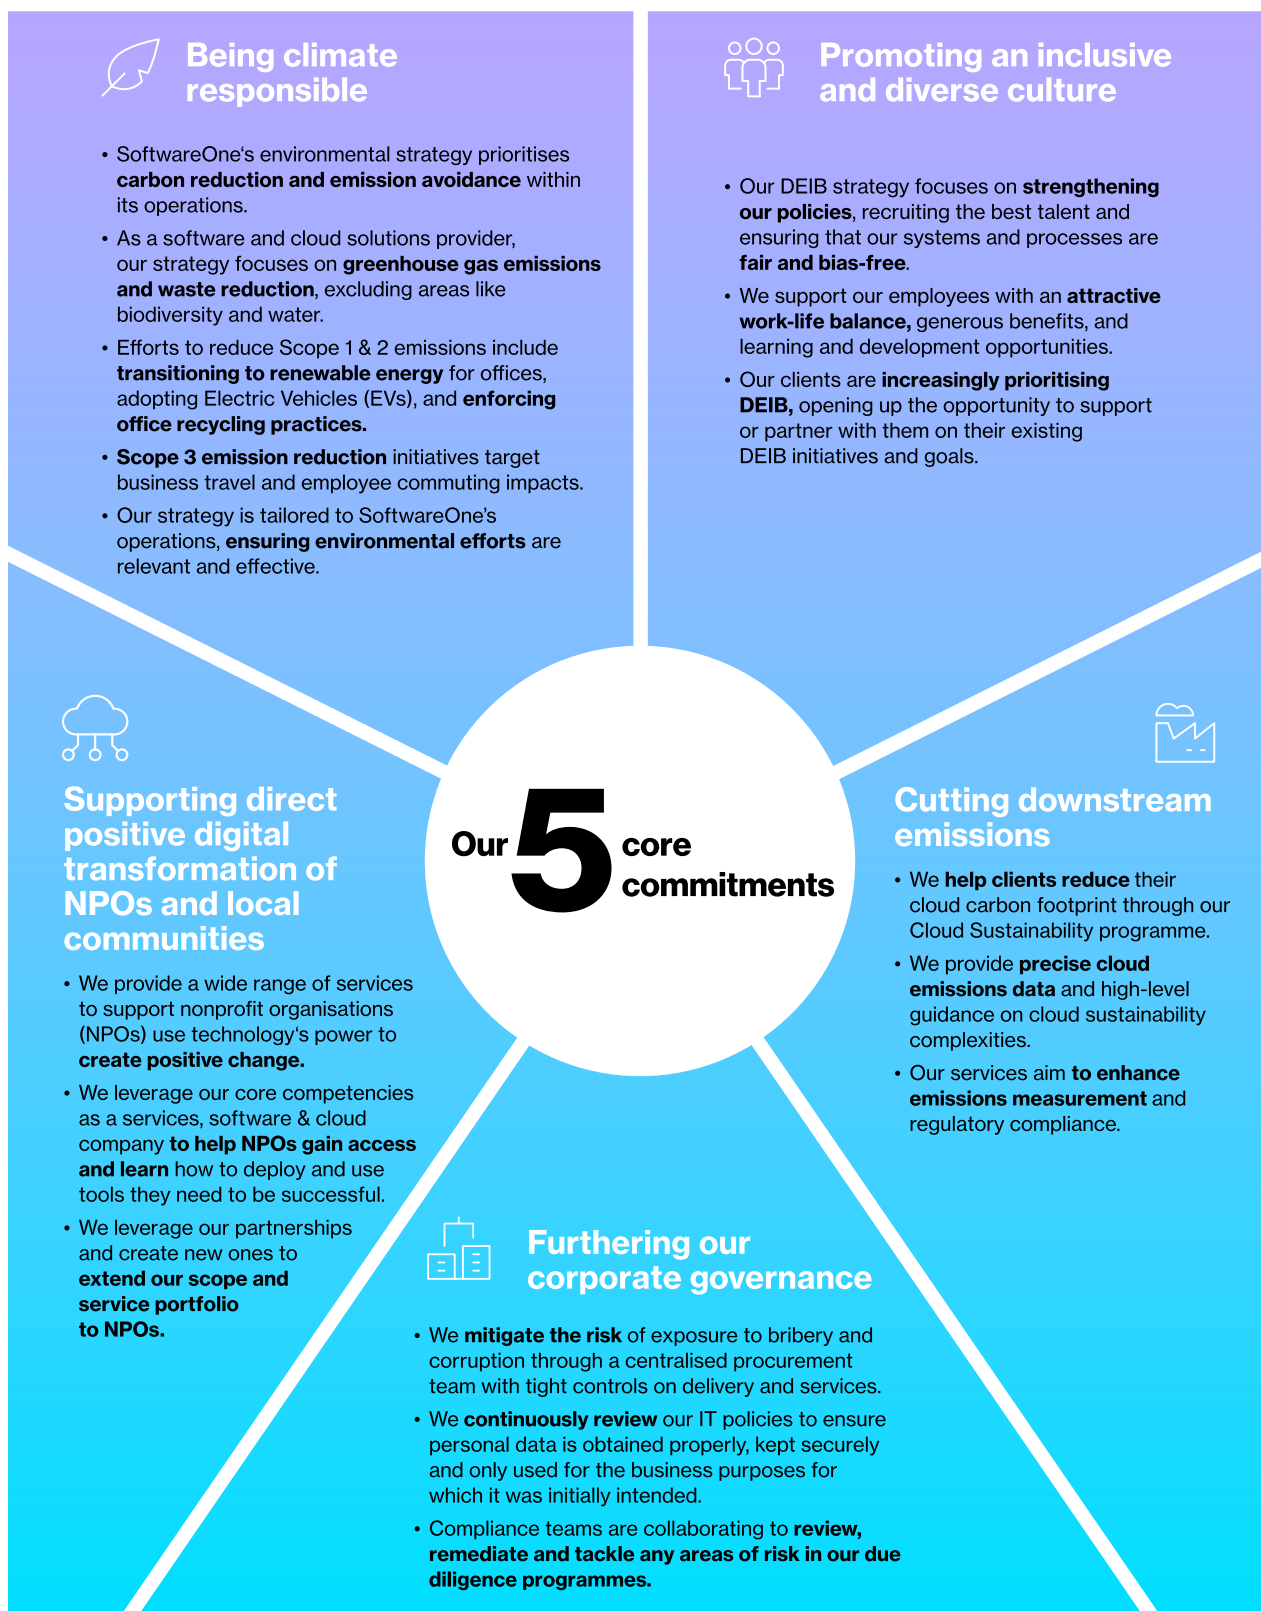 Being climate
responsible
• SoftwareOne‘s environmental strategy prioritises
carbon reduction and emission avoidance within
its operations.
• As a software and cloud solutions provider,
our strategy focuses on greenhouse gas emissions
and waste reduction, excluding areas like
biodiversity and water.
• Efforts to reduce Scope 1 & 2 emissions include
transitioning to renewable energy for offices,
adopting Electric Vehicles (EVs), and enforcing
office recycling practices.
• Scope 3 emission reduction initiatives target
business travel and employee commuting impacts.
• Our strategy is tailored to SoftwareOne’s
operations, ensuring environmental efforts are
relevant and effective.
Promoting an inclusive
and diverse culture
• Our DEIB strategy focuses on strengthening
our policies, recruiting the best talent and
ensuring that our systems and processes are
fair and bias-free.
• We support our employees with an attractive
work-life balance, generous benefits, and
learning and development opportunities.
• Our clients are increasingly prioritising
DEIB, opening up the opportunity to support
or partner with them on their existing
DEIB initiatives and goals.
Our 5 core
commitments
Supporting direct
positive digital
transformation of
NPOs and local
communities
• We provide a wide range of services
to support nonprofit organisations
(NPOs) use technology‘s power to
create positive change.
• We leverage our core competencies
as a services, software & cloud
company to help NPOs gain access
and learn how to deploy and use
tools they need to be successful.
• We leverage our partnerships
and create new ones to
extend our scope and
service portfolio
to NPOs.
Cutting downstream
emissions
• We help clients reduce their
cloud carbon footprint through our
Cloud Sustainability programme.
• We provide precise cloud
emissions data and high-level
guidance on cloud sustainability
complexities.
• Our services aim to enhance
emissions measurement and
regulatory compliance.
Furthering our
corporate governance
• We mitigate the risk of exposure to bribery and
corruption through a centralised procurement
team with tight controls on delivery and services.
• We continuously review our IT policies to ensure
personal data is obtained properly, kept securely
and only used for the business purposes for
which it was initially intended.
• Compliance teams are collaborating to review,
remediate and tackle any areas of risk in our due
diligence programmes.